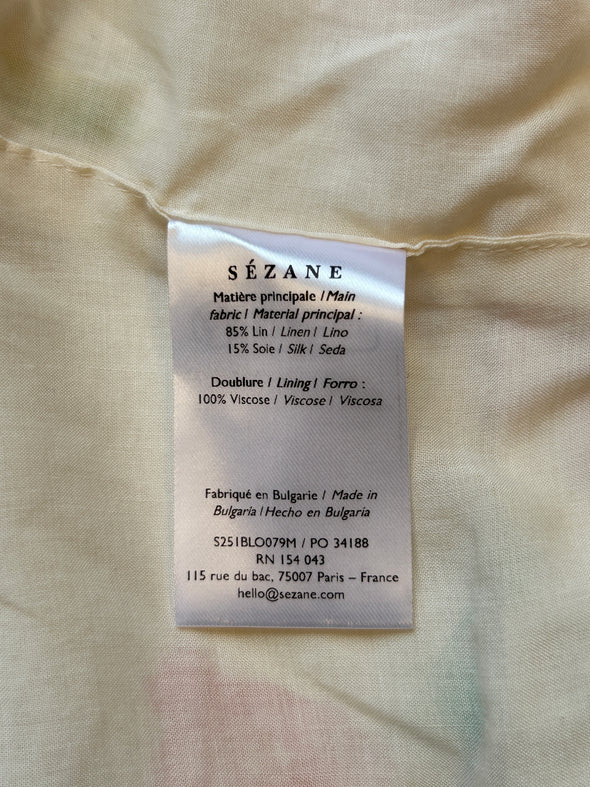 SÉZANE
Matière principale / Main
fabric / Material principal :
85% Lin / Linen / Lino
15% Soie / Silk / Seda
Doublure / Lining / Forro :
100% Viscose / Viscose / Viscosa
Fabriqué en Bulgarie / Made in
Bulgaria / Hecho en Bulgaria
S251BLO079M / PO 34188
RN 154 043
115 rue du bac, 75007 Paris – France
hello@sezane.com